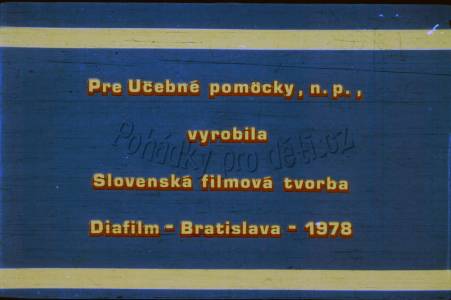 Pre Učebné pomôcky, n. p.,
vyrobila
Pohádky pro děti.cz
Slovenská filmová tvorba
Diafilm - Bratislava - 1978